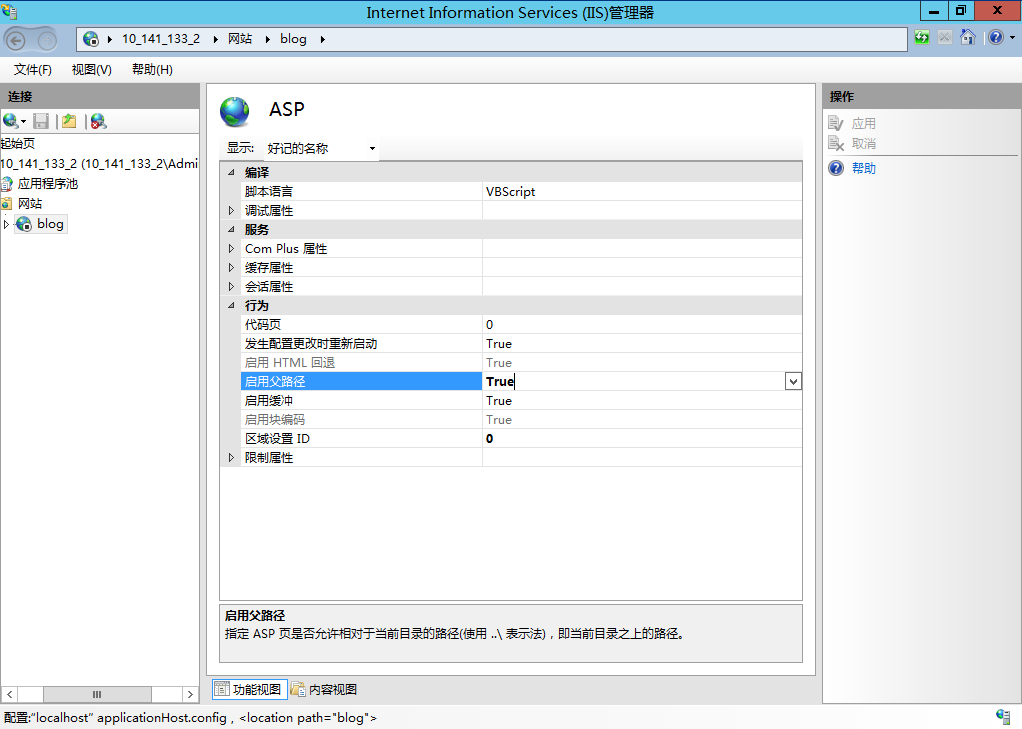 Internet Information Services (IIS)管理器
10_141_133_2 网站 blog
文件(F) 视图(V) 帮助(H)
连接
起始页
10_141_133_2 (10_141_133_2\Admi
应用程序池
网站
blog
ASP
显示: 好记的名称
编译
脚本语言 VBScript
调试属性
服务
Com Plus 属性
缓存属性
会话属性
行为
代码页 0
发生配置更改时重新启动 True
启用 HTML 回退 True
启用父路径 True
启用缓冲 True
启用块编码 True
区域设置 ID 0
限制属性
启用父路径
指定 ASP 页是否允许相对于当前目录的路径(使用 ..\ 表示法)，即当前目录之上的路径。
功能视图 内容视图
操作
应用
取消
帮助
配置:"localhost" applicationHost.config , <location path="blog">